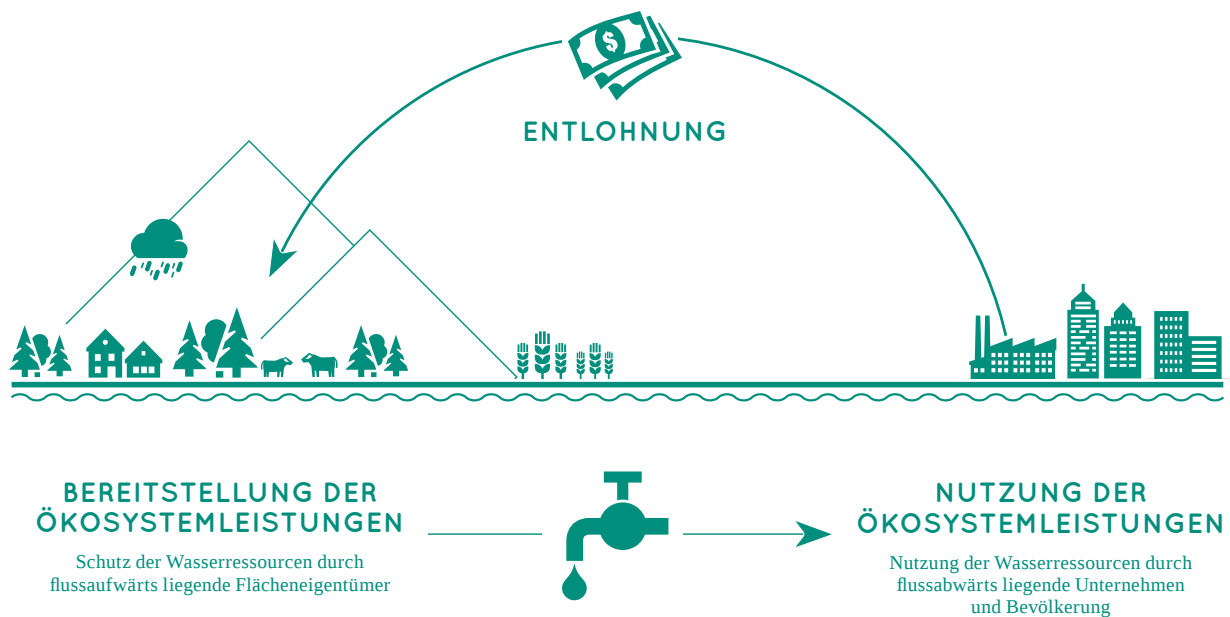 $
ENTLOHNUNG
BEREITSTELLUNG DER
ÖKOSYSTEMLEISTUNGEN
Schutz der Wasserressourcen durch
flussaufwärts liegende Flächeneigentümer
NUTZUNG DER
ÖKOSYSTEMLEISTUNGEN
Nutzung der Wasserressourcen durch
flussabwärts liegende Unternehmen
und Bevölkerung